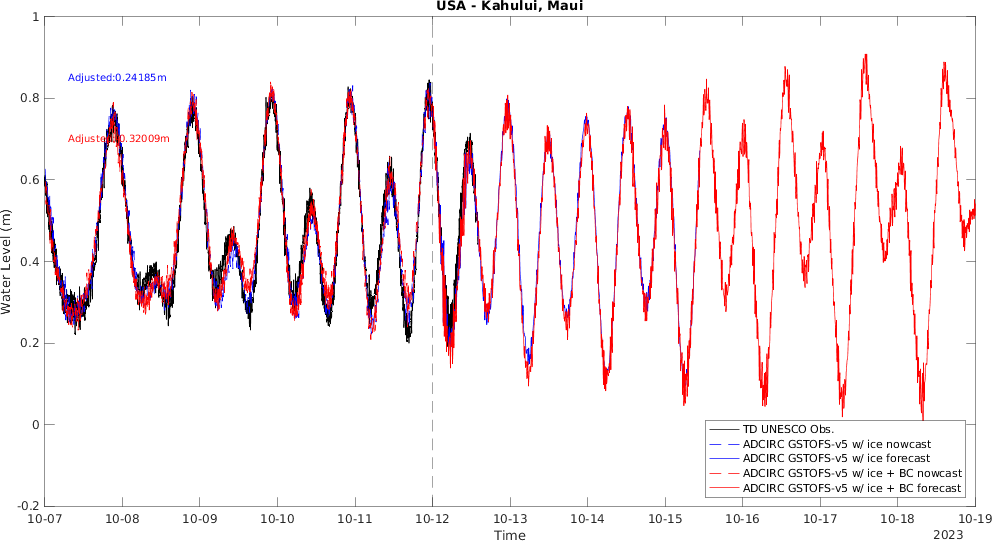 USA - Kahului, Maui
1
Adjusted:0.24185m
0.8
Adjusted:0.32009m
0.6
0.4
0.2
0
-0.2
Water Level (m)
TD UNESCO Obs.
ADCIRC GSTOFS-v5 w/ ice nowcast
ADCIRC GSTOFS-v5 w/ ice forecast
ADCIRC GSTOFS-v5 w/ ice + BC nowcast
ADCIRC GSTOFS-v5 w/ ice + BC forecast
10-07 10-08 10-09 10-10 10-11 10-12 10-13 10-14 10-15 10-16 10-17 10-18 10-19
Time
2023